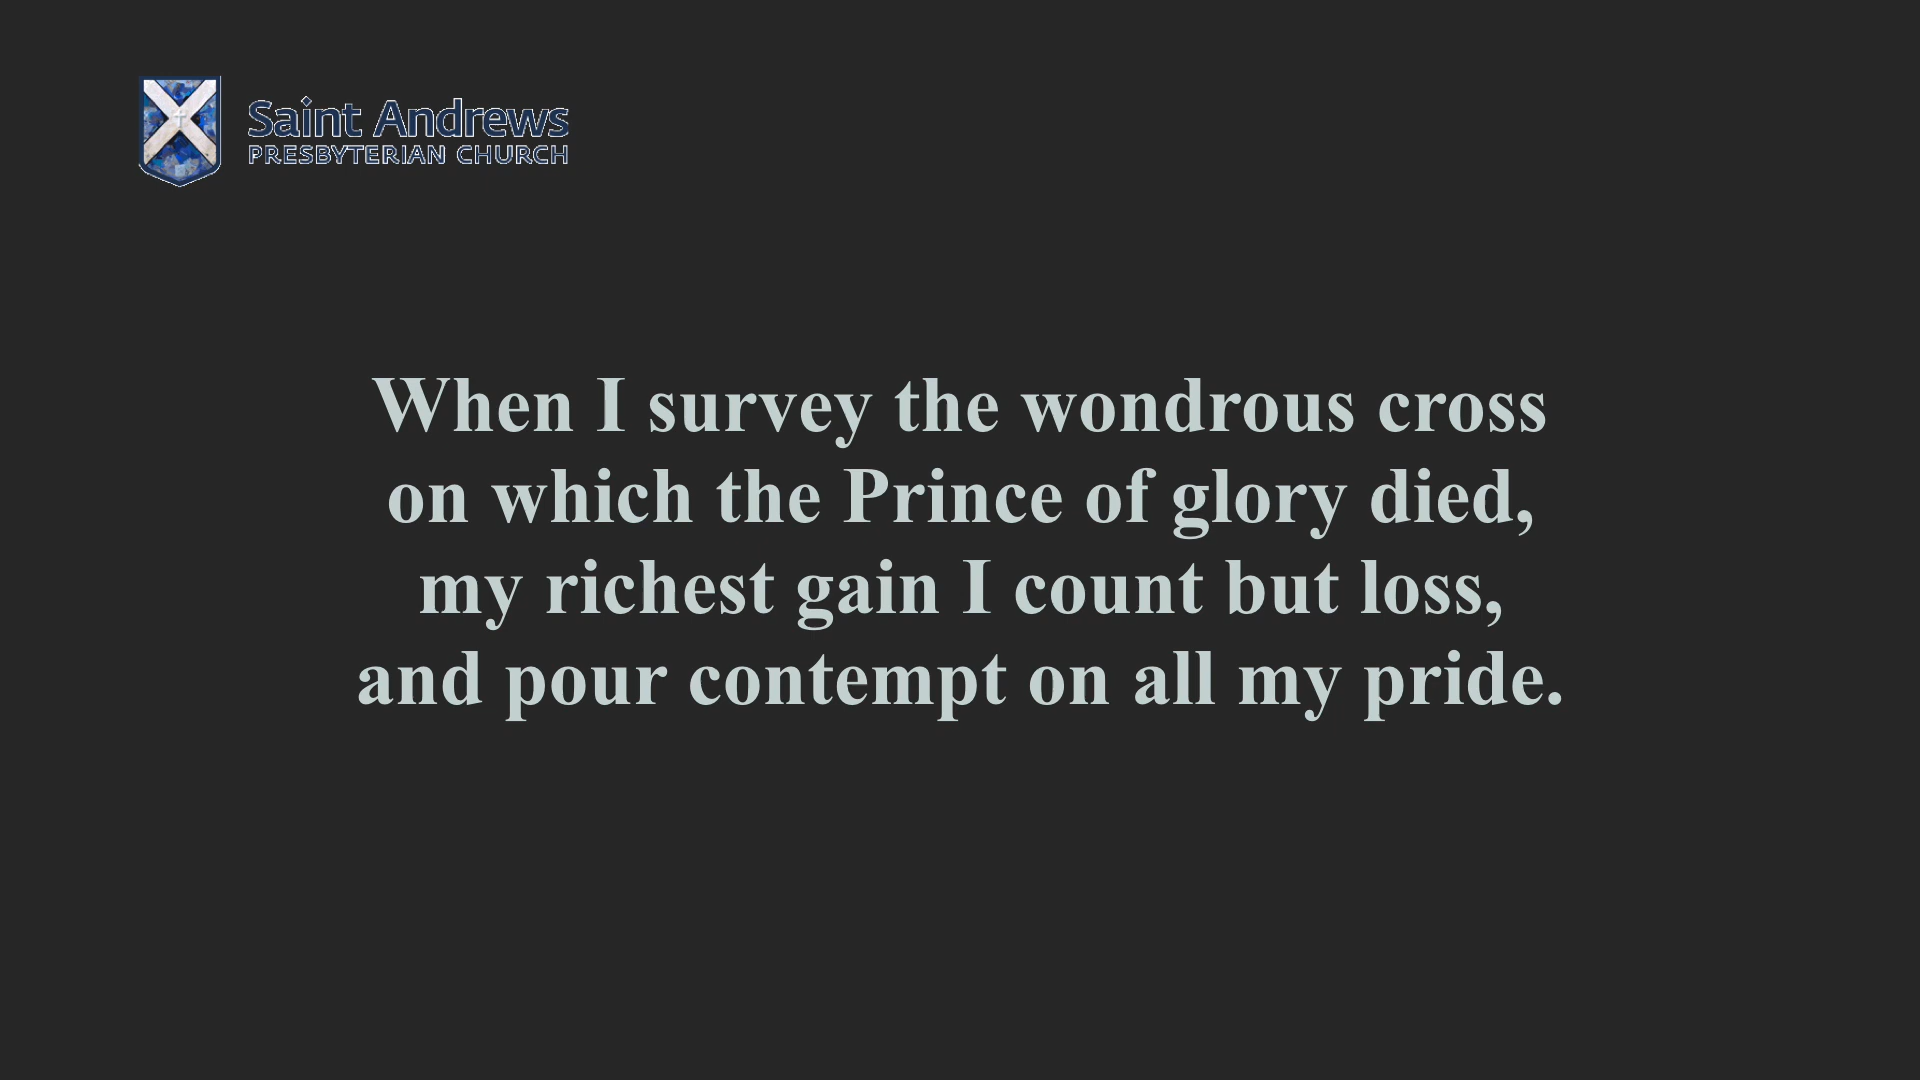 Saint Andrews
PRESBYTERIAN CHURCH
When I survey the wondrous cross
on which the Prince of glory died,
my richest gain I count but loss,
and pour contempt on all my pride.